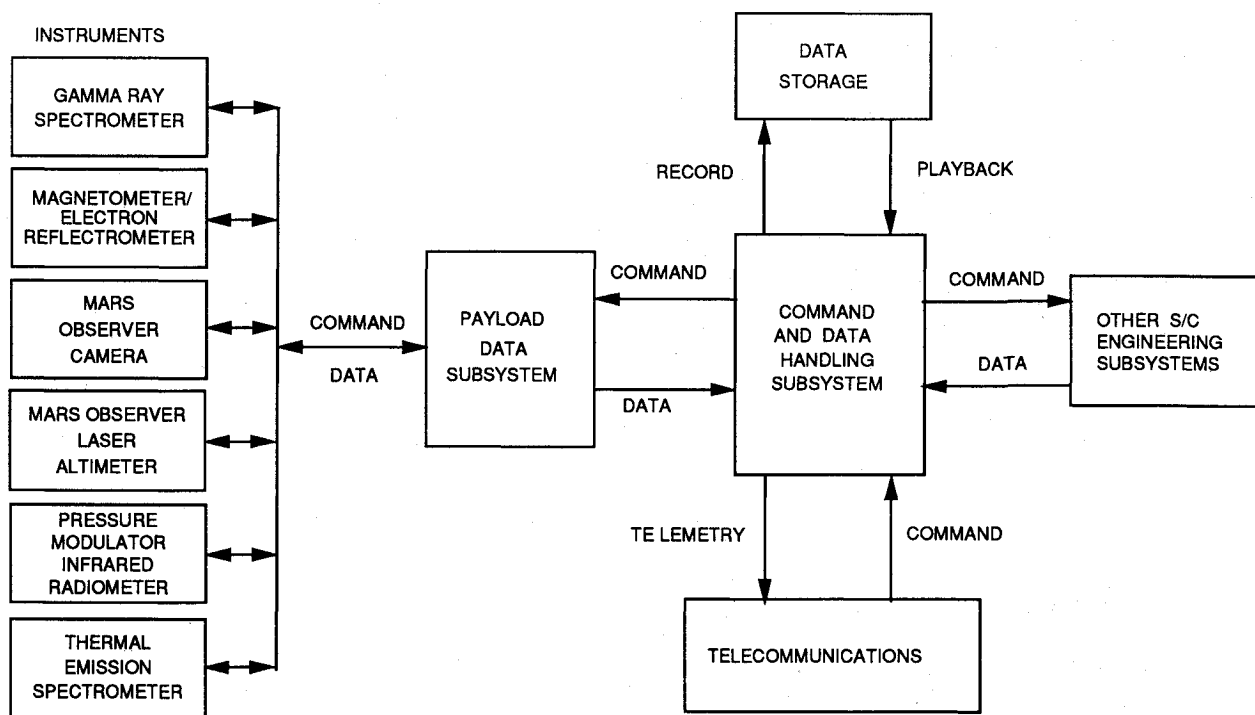 INSTRUMENTS
GAMMA RAY
SPECTROMETER
MAGNETOMETER/
ELECTRON
REFLECTROMETER
MARS
OBSERVER
CAMERA
MARS OBSERVER
LASER
ALTIMETER
PRESSURE
MODULATOR
INFRARED
RADIOMETER
THERMAL
EMISSION
SPECTROMETER
COMMAND
DATA
PAYLOAD
DATA
SUBSYSTEM
COMMAND
DATA
DATA
STORAGE
RECORD
PLAYBACK
COMMAND
AND DATA
HANDLING
SUBSYSTEM
COMMAND
DATA
OTHER S/C
ENGINEERING
SUBSYSTEMS
TE LEMETRY
COMMAND
TELECOMMUNICATIONS